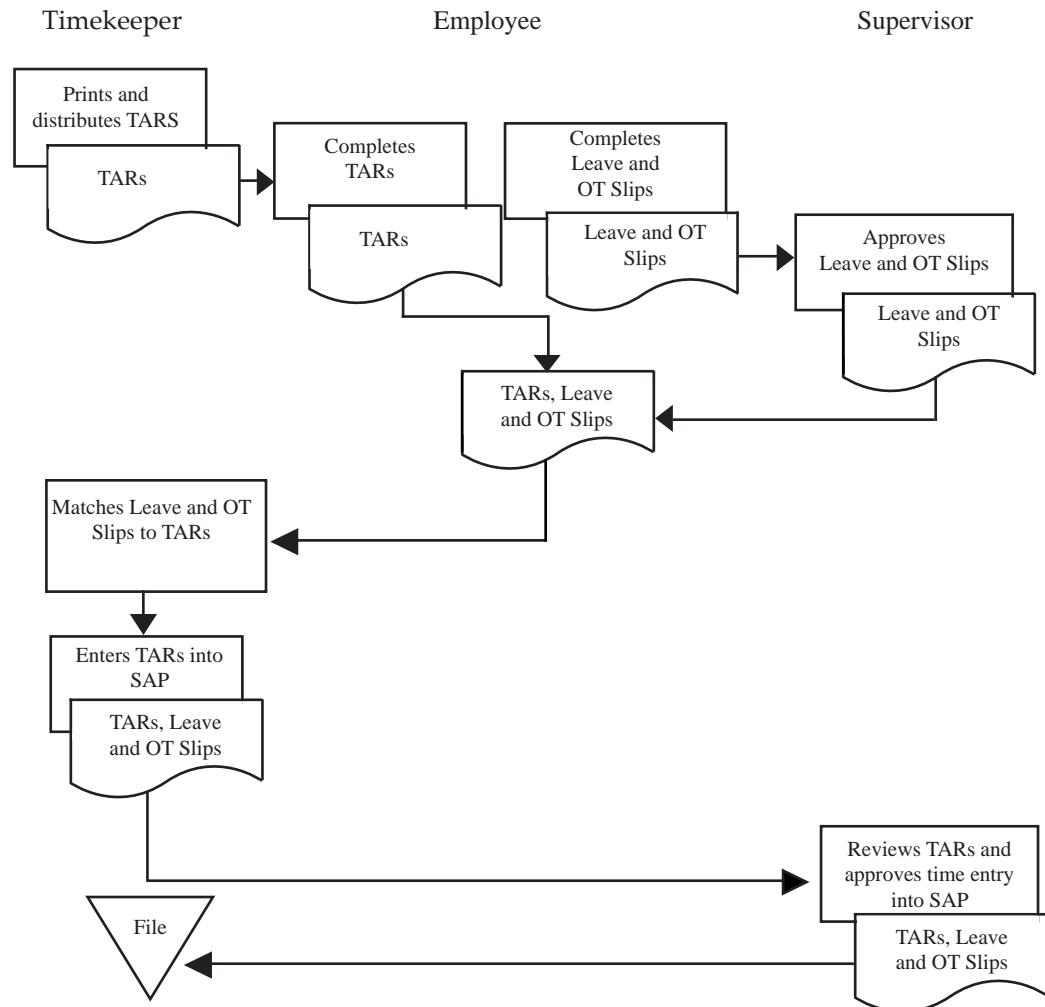 Timekeeper
Employee
Supervisor
Prints and
distributes TARS
TARs
Completes
TARs
TARs
Completes
Leave and
OT Slips
Leave and OT
Slips
Approves
Leave and OT Slips
Leave and OT
Slips
TARs, Leave
and OT Slips
Matches Leave and OT
Slips to TARs
Enters TARs into
SAP
TARs, Leave
and OT Slips
Reviews TARs and
approves time entry
into SAP
TARs, Leave
and OT Slips
File